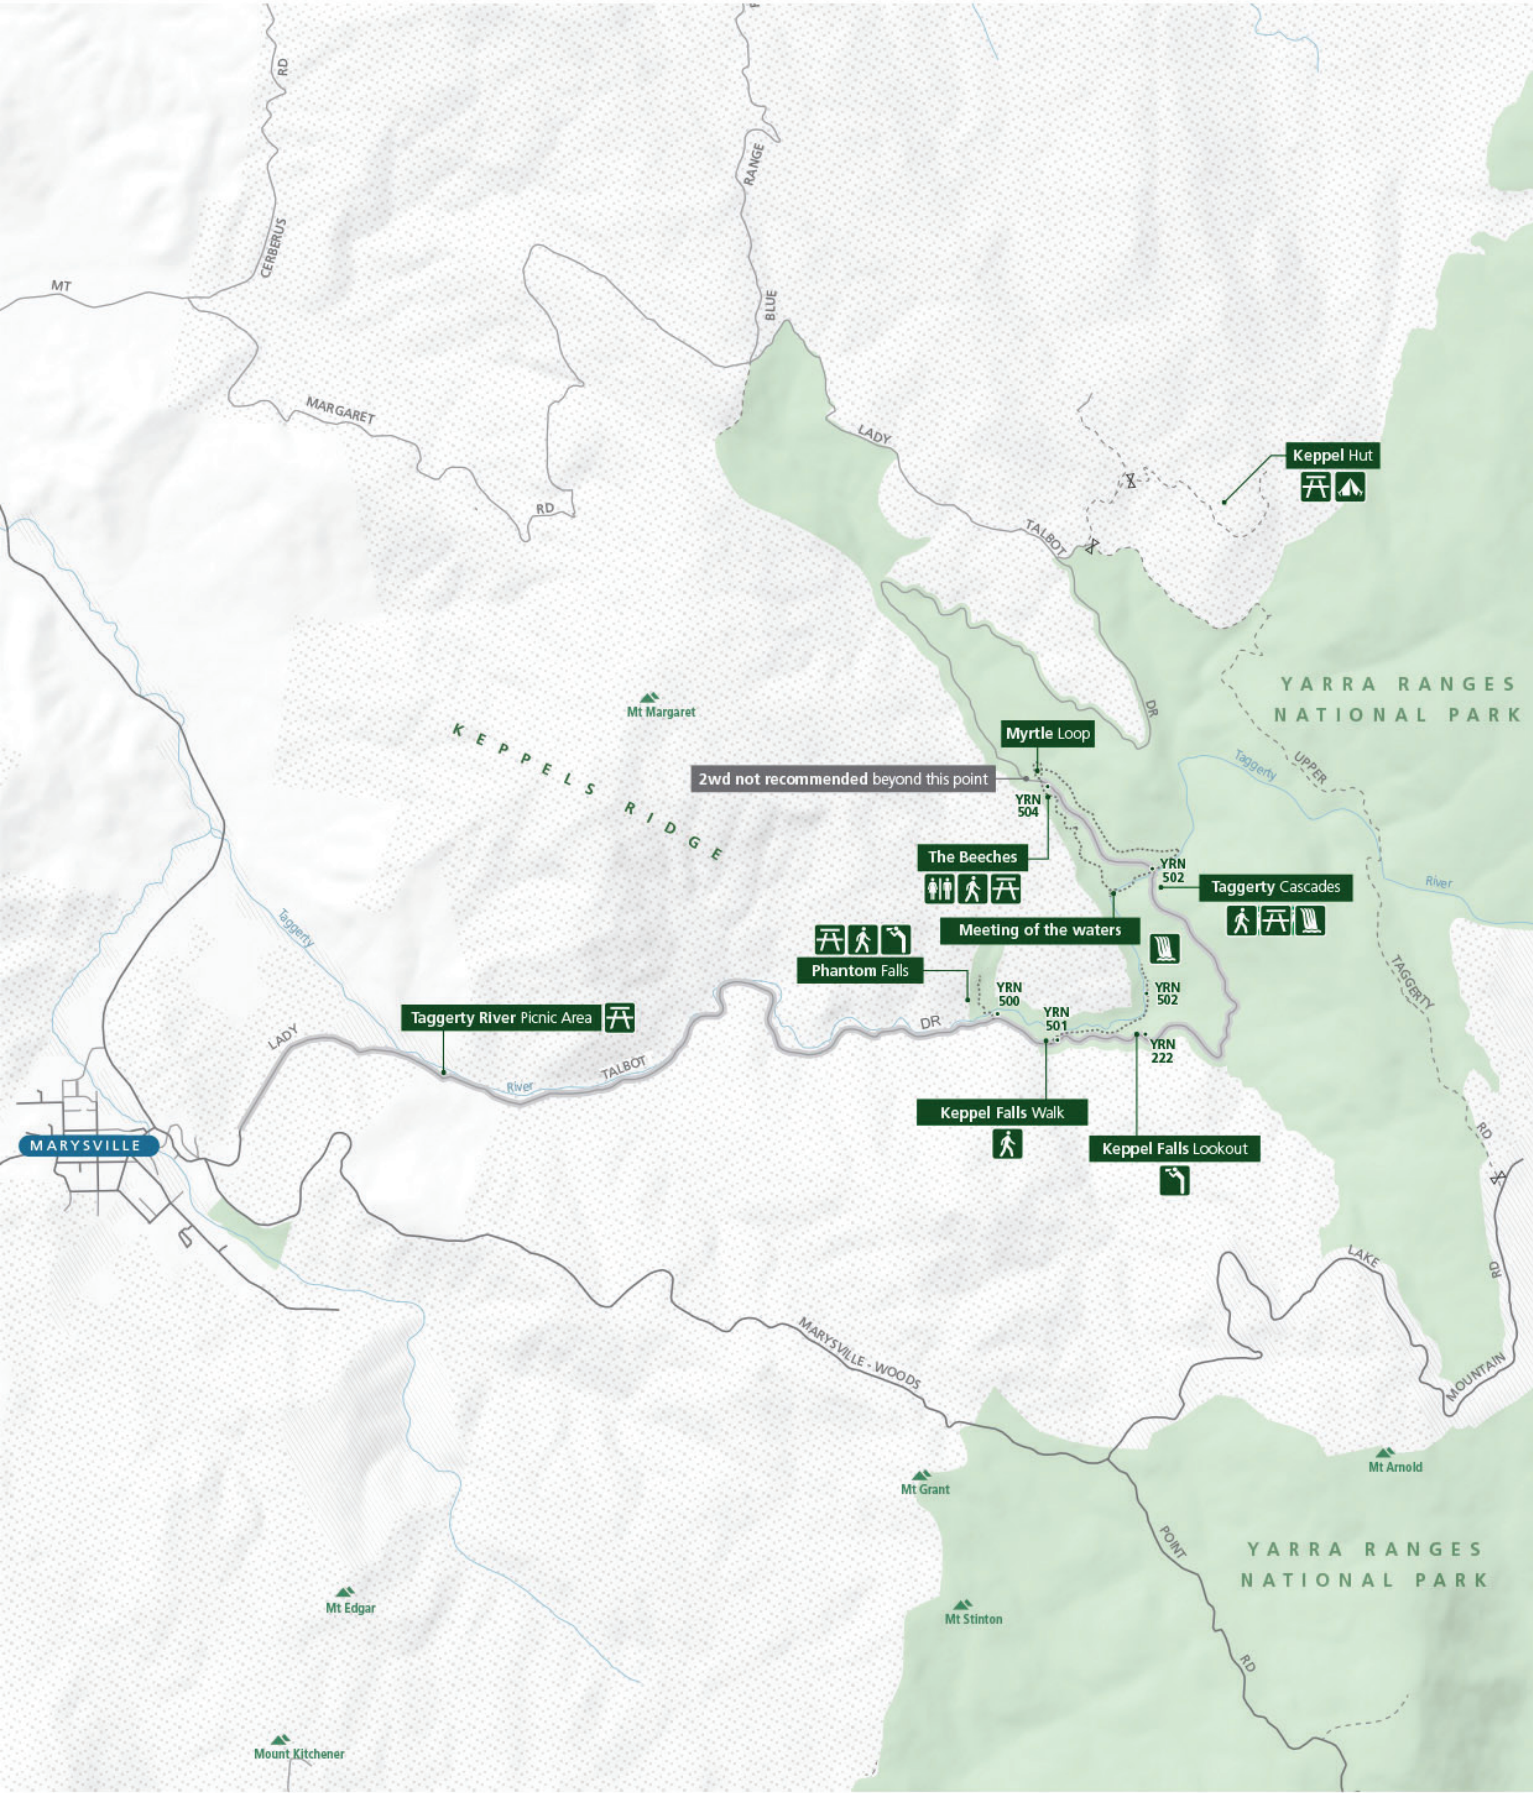 RD
RANGE
CERBERUS
MT
BLUE
MARGARET
LADY
Keppel Hut
RD
TALBOT
YARRA RANGES
NATIONAL PARK
Mt Margaret
DR
KEPPELS RIDGE
Myrtle Loop
2wd not recommended beyond this point
Taggerty
UPPER
YRN
504
The Beeches
YRN
502
Taggerty Cascades
River
Taggerty
Meeting of the waters
Phantom Falls
TAGGERTY
YRN
500
YRN
502
YRN
501
Taggerty River Picnic Area
DR
LADY
YRN
222
TALBOT
River
Keppel Falls Walk
RD
MARYSVILLE
Keppel Falls Lookout
LAKE
RD
MARYSVILLE - WOODS
MOUNTAIN
Mt Arnold
Mt Grant
POINT
YARRA RANGES
NATIONAL PARK
Mt Edgar
Mt Stinton
RD
Mount Kitchener